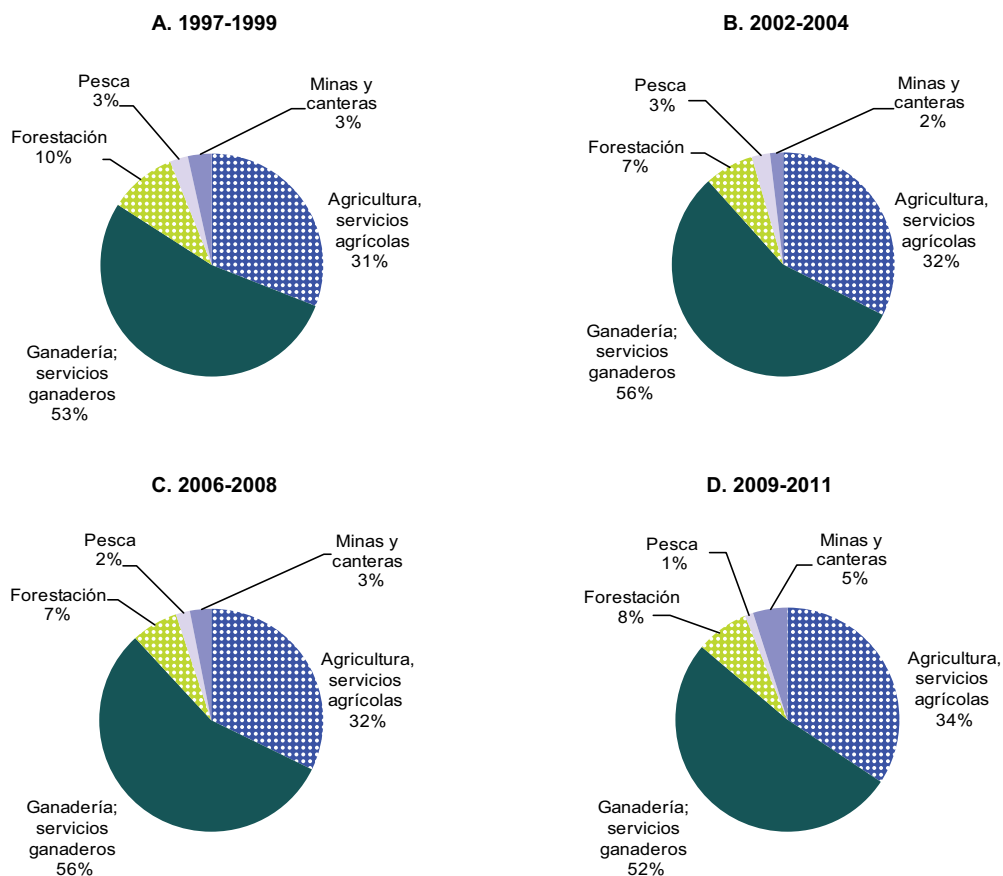 A. 1997-1999
Pesca
3%
Minas y
canteras
3%
Forestación
10%
Agricultura,
servicios
agrícolas
31%
Ganadería;
servicios
ganaderos
53%
B. 2002-2004
Pesca
3%
Minas y
canteras
2%
Forestación
7%
Agricultura,
servicios
agrícolas
32%
Ganadería;
servicios
ganaderos
56%
C. 2006-2008
Pesca
2%
Minas y
canteras
3%
Forestación
7%
Agricultura,
servicios
agrícolas
32%
Ganadería;
servicios
ganaderos
56%
D. 2009-2011
Pesca
1%
Minas y
canteras
5%
Forestación
8%
Agricultura,
servicios
agrícolas
34%
Ganadería;
servicios
ganaderos
52%